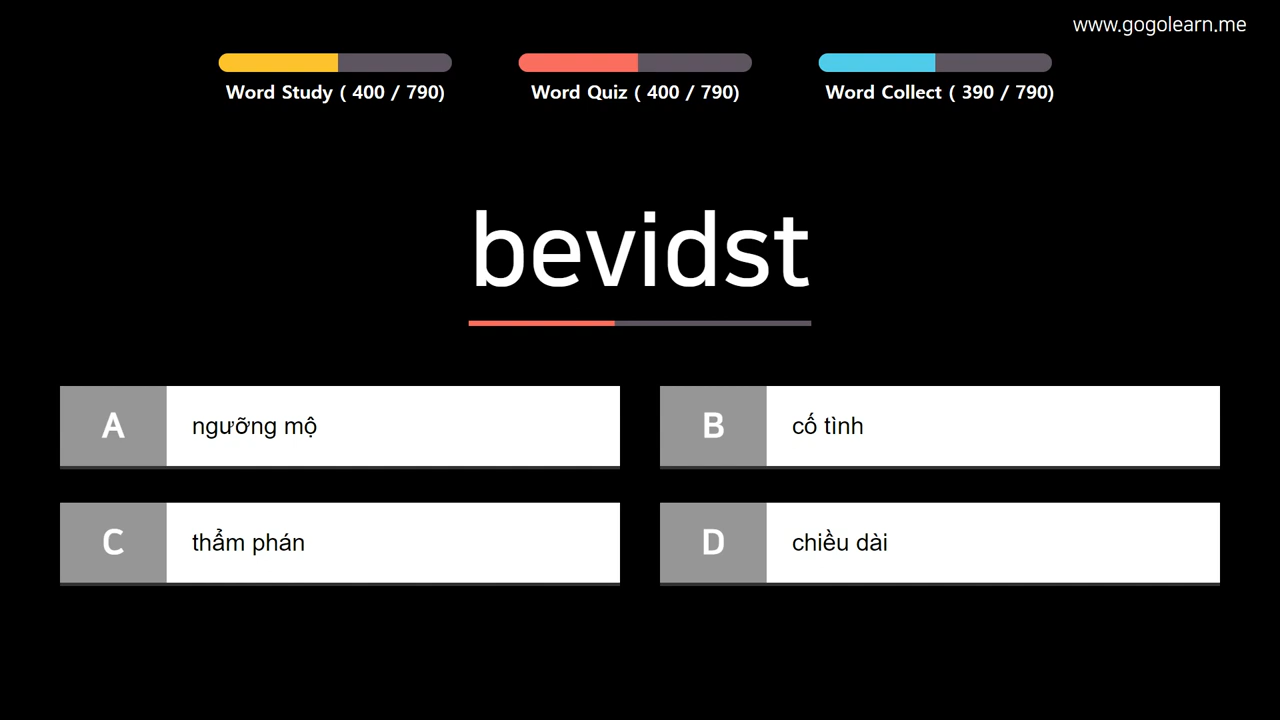 www.gogolearn.me
Word Study ( 400 / 790)
Word Quiz ( 400 / 790)
Word Collect ( 390 / 790)
bevidst
A
ngưỡng mộ
B
cố tình
C
thẩm phán
D
chiều dài